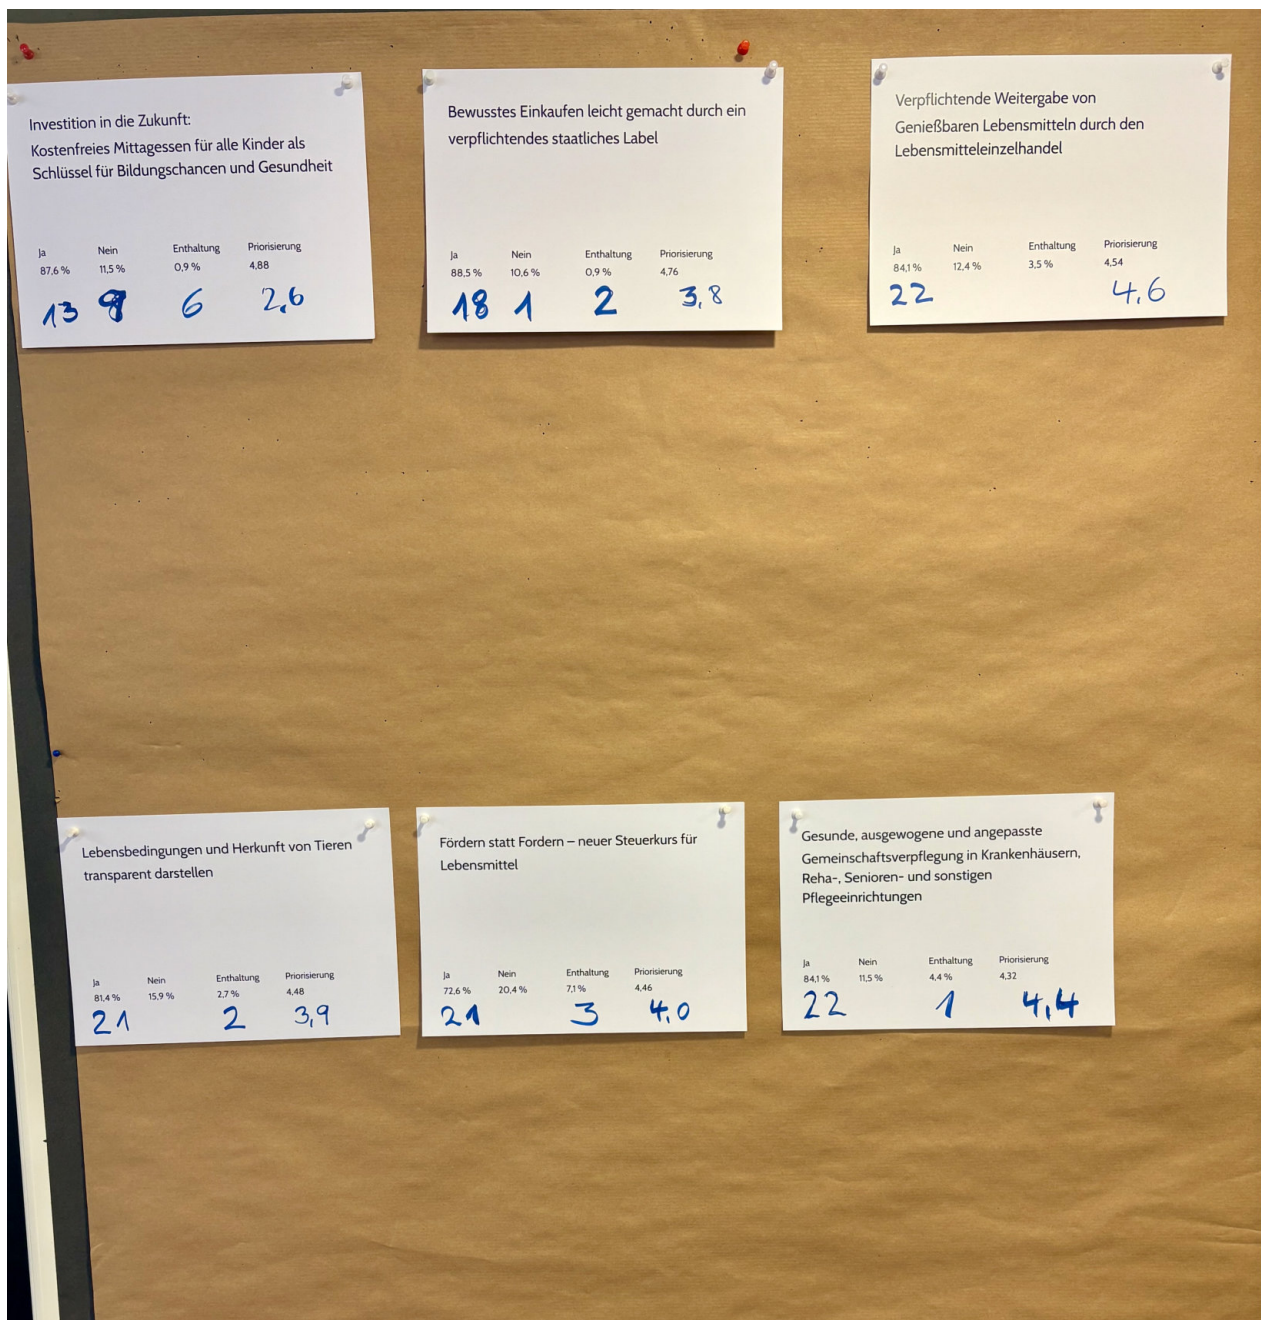 Investition in die Zukunft:
Kostenfreies Mittagessen für alle Kinder als
Schlüssel für Bildungschancen und Gesundheit
Ja Nein Enthaltung Priorisierung
87,6 % 11,5 % 0,9 % 4,88
13 6 2,6
Bewusstes Einkaufen leicht gemacht durch ein
verpflichtendes staatliches Label
Ja Nein Enthaltung Priorisierung
88,5 % 10,6 % 0,9 % 4,76
18 1 2 3,8
Verpflichtende Weitergabe von
Genießbaren Lebensmitteln durch den
Lebensmitteleinzelhandel
Ja Nein Enthaltung Priorisierung
84,1 % 12,4 % 3,5 % 4,54
22 4,6
Lebensbedingungen und Herkunft von Tieren
transparent darstellen
Ja Nein Enthaltung Priorisierung
81,4 % 15,9 % 2,7 % 4,48
21 2 3,9
Fördern statt Fordern – neuer Steuerkurs für
Lebensmittel
Ja Nein Enthaltung Priorisierung
72,6 % 20,4 % 7,1 % 4,46
21 3 4,0
Gesunde, ausgewogene und angepasste
Gemeinschaftsverpflegung in Krankenhäusern,
Reha-, Senioren- und sonstigen
Pflegeeinrichtungen
Ja Nein Enthaltung Priorisierung
84,1 % 11,5 % 4,4 % 4,32
22 1 4,4